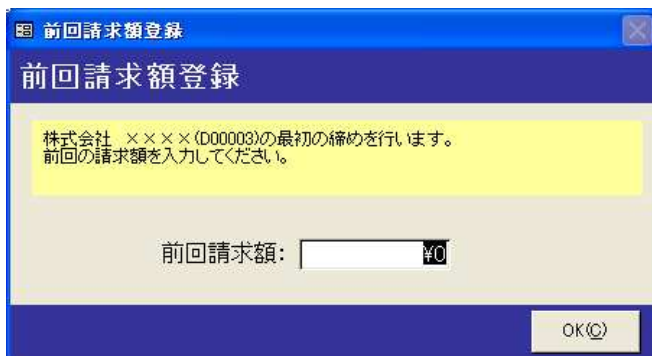 前回請求額登録
前回請求額登録
株式会社 ××××(D00003)の最初の締めを行います。
前回の請求額を入力してください。
前回請求額: ¥0
OK(C)